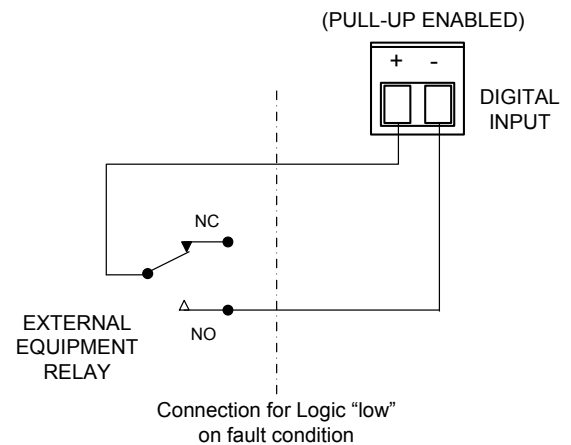 (PULL-UP ENABLED)
+ -
DIGITAL
INPUT
NC
NO
EXTERNAL
EQUIPMENT
RELAY
Connection for Logic “low”
on fault condition